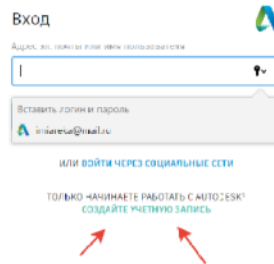 Вход
Адрес эл. почты или имя пользователя
Вставить логин и пароль
ИЛИ ВОЙТИ ЧЕРЕЗ СОЦИАЛЬНЫЕ СЕТИ
ТОЛЬКО НАЧИНАЕТЕ РАБОТАТЬ С AUTODESK?
СОЗДАЙТЕ УЧЕТНУЮ ЗАПИСЬ